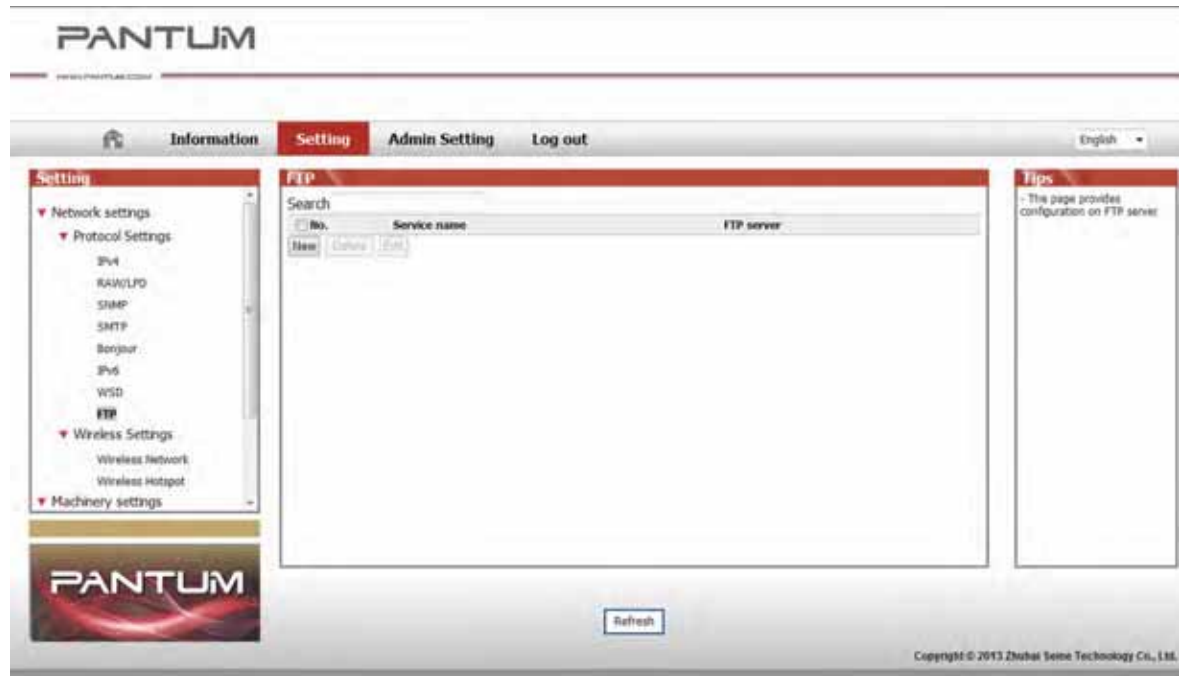 PANTUM
Information Setting Admin Setting Log out English
Setting
Network settings
Protocol Settings
IPv4
RAW/LPD
SNMP
SMTP
Bonjour
IPv6
WSD
FTP
Wireless Settings
Wireless Network
Wireless Hotspot
Machinery settings
PANTUM
FTP
Search
No. Service name FTP server
New Delete Edit
Refresh
Tips
- The page provides
configuration on FTP server
Copyright © 2013 Zhuhai Seine Technology Co., Ltd.